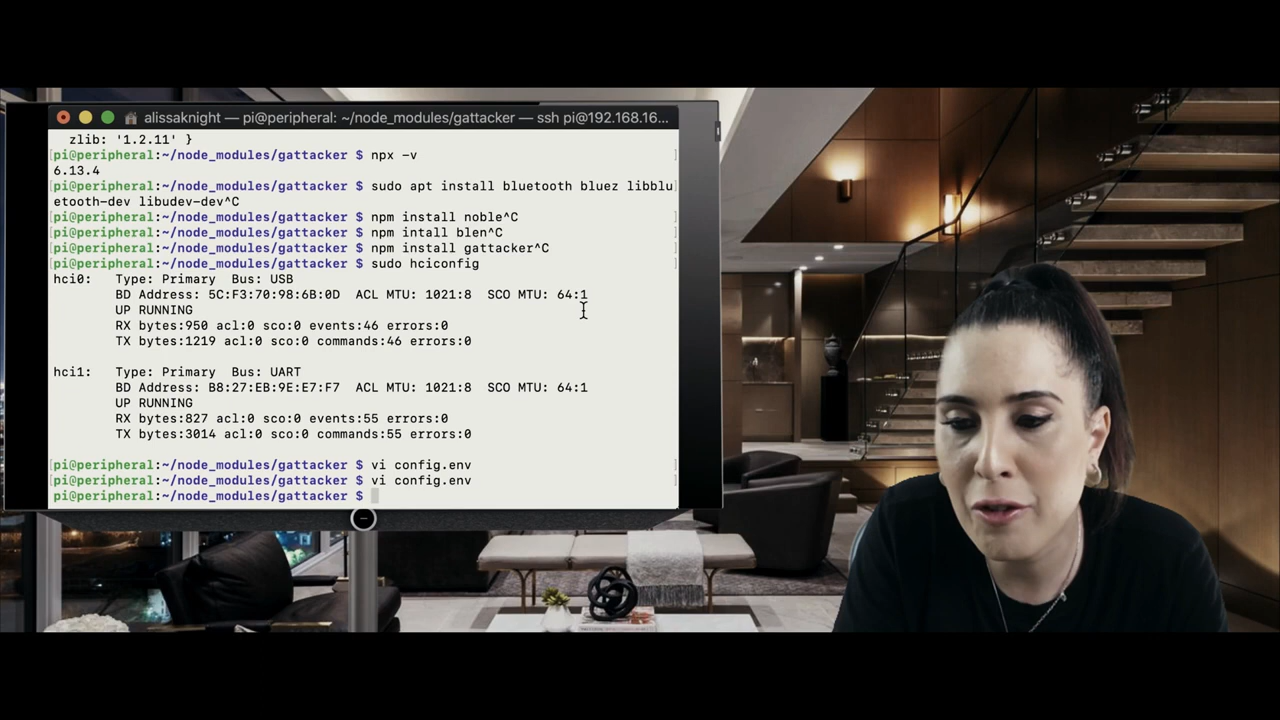 alissaknight — pi@peripheral: ~/node_modules/gattacker — ssh pi@192.168.16...
zlib: '1.2.11' }
[pi@peripheral:~/node_modules/gattacker $ npx -v ]
6.13.4
[pi@peripheral:~/node_modules/gattacker $ sudo apt install bluetooth bluez libblu]
etooth-dev libudev-dev^C
[pi@peripheral:~/node_modules/gattacker $ npm install noble^C ]
[pi@peripheral:~/node_modules/gattacker $ npm intall blen^C ]
[pi@peripheral:~/node_modules/gattacker $ npm install gattacker^C ]
[pi@peripheral:~/node_modules/gattacker $ sudo hciconfig ]
hci0: Type: Primary Bus: USB
BD Address: 5C:F3:70:98:6B:0D ACL MTU: 1021:8 SCO MTU: 64:1
UP RUNNING
RX bytes:950 acl:0 sco:0 events:46 errors:0
TX bytes:1219 acl:0 sco:0 commands:46 errors:0
hci1: Type: Primary Bus: UART
BD Address: B8:27:EB:9E:E7:F7 ACL MTU: 1021:8 SCO MTU: 64:1
UP RUNNING
RX bytes:827 acl:0 sco:0 events:55 errors:0
TX bytes:3014 acl:0 sco:0 commands:55 errors:0
[pi@peripheral:~/node_modules/gattacker $ vi config.env ]
[pi@peripheral:~/node_modules/gattacker $ vi config.env ]
pi@peripheral:~/node_modules/gattacker $